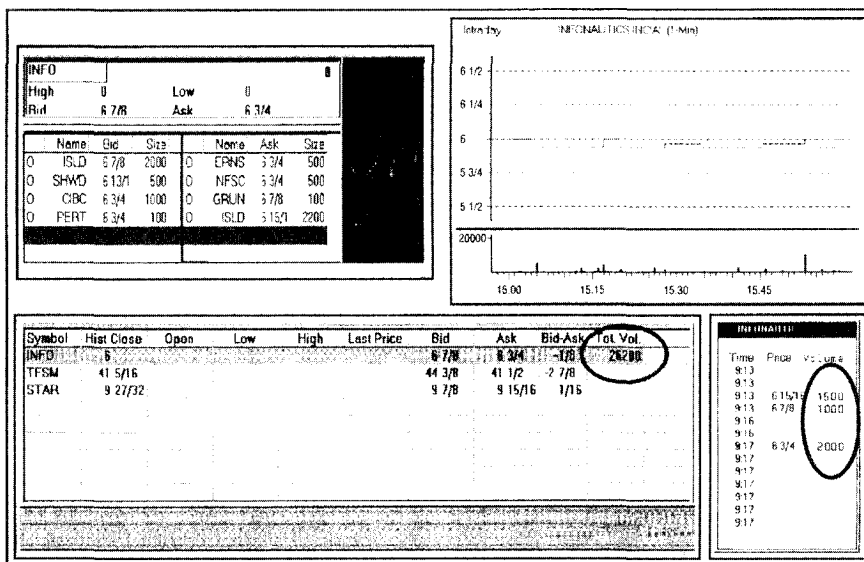 INFO
High 0 Low 0
Bid 6 7/8 Ask 6 3/4
Name Bid Size Name Ask Size
O ISLD 6 7/8 2000 O ERNS 6 3/4 500
O SHWD 6 13/1 500 O NFSC 6 3/4 500
O CIBC 6 3/4 1000 O GRUN 6 7/8 100
O PERT 6 3/4 100 O ISLD 6 15/1 2200
Intraday INFONAUTICS INC'A' (1-Min)
6 1/2
6 1/4
6
5 3/4
5 1/2
20000
15.00 15.15 15.30 15.45
Symbol Hist Close Open Low High Last Price Bid Ask Bid-Ask Tot. Vol.
INFO 6 6 7/8 6 3/4 -1/8 26200
TFSM 41 5/16 44 3/8 41 1/2 -2 7/8
STAR 9 27/32 9 7/8 9 15/16 1/16
Time Price Volume
9:13
9:13
9:13 6 15/16 1500
9:13 6 7/8 1000
9:16
9:16
9:17 6 3/4 2000
9:17
9:17
9:17
9:17
9:17
9:17
9:17